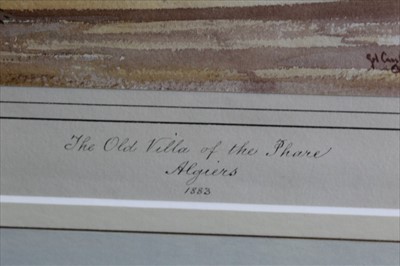 The Old Villa of the Phare
Algiers
1883